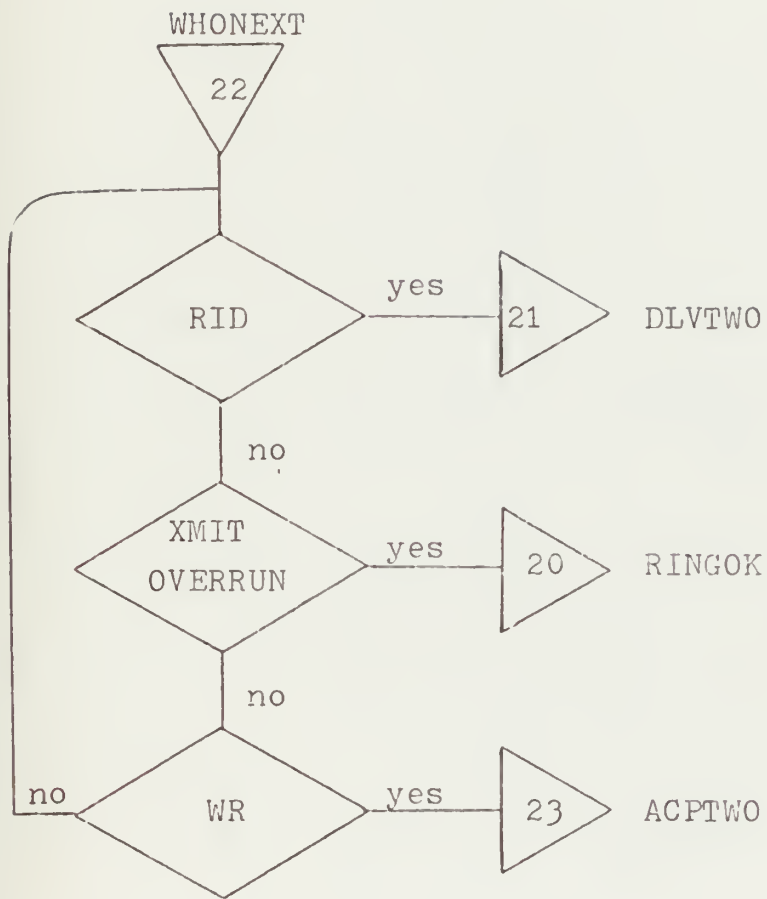 WHONEXT
22
RID
yes
21
DLVTWO
no
XMIT
OVERRUN
yes
20
RINGOK
no
no
WR
yes
23
ACPTWO